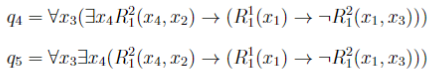 q₄ = ∀x₃(∃x₄R₁²(x₄, x₂) → (R₁¹(x₁) → ¬R₁²(x₁, x₃)))
q₅ = ∀x₃∃x₄(R₁²(x₄, x₂) → (R₁¹(x₁) → ¬R₁²(x₁, x₃)))